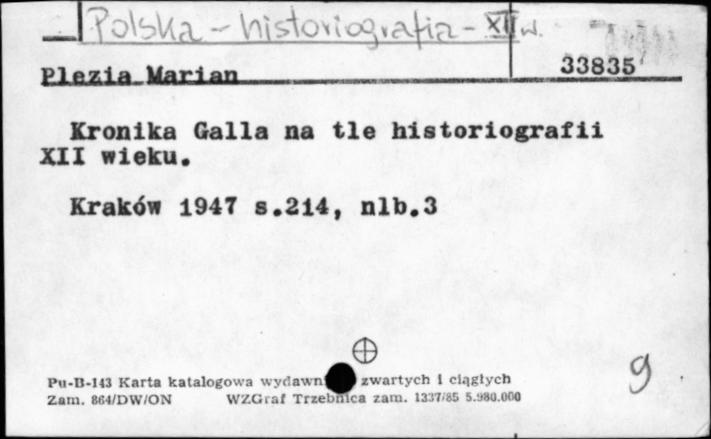 Polska - historiografia - XII w.
Plezia Marian 33835
Kronika Galla na tle historiografii
XII wieku.
Kraków 1947 s.214, nlb.3
Pu-B-143 Karta katalogowa wydawn zwartych i ciągłych
Zam. 864/DW/ON WZGraf Trzebnica zam. 1337/85 5.980.000
9